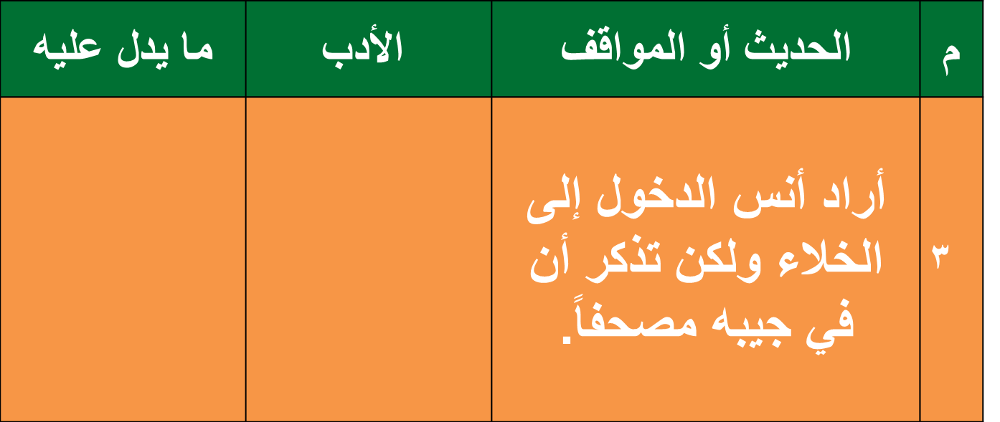 م الحديث أو المواقف الأدب ما يدل عليه
أراد أنس الدخول إلى
٣ الخلاء ولكن تذكر أن
في جيبه مصحفاً.